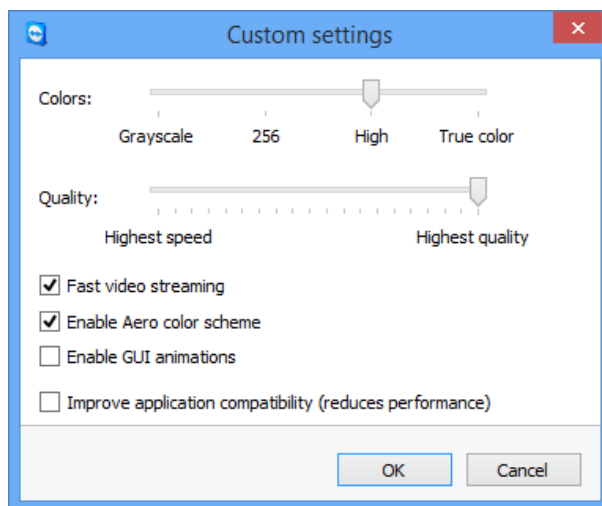 Custom settings
Colors:
Grayscale 256 High True color
Quality:
Highest speed Highest quality
Fast video streaming
Enable Aero color scheme
Enable GUI animations
Improve application compatibility (reduces performance)
OK Cancel